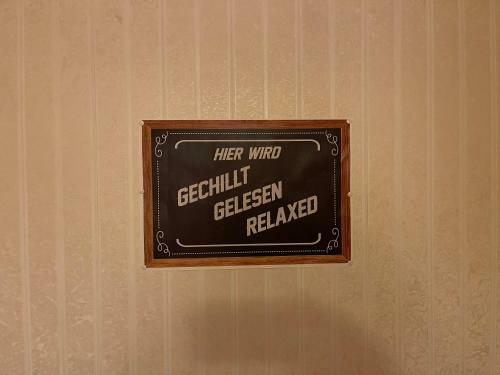 HIER WIRD
GECHILLT
GELESEN
RELAXED